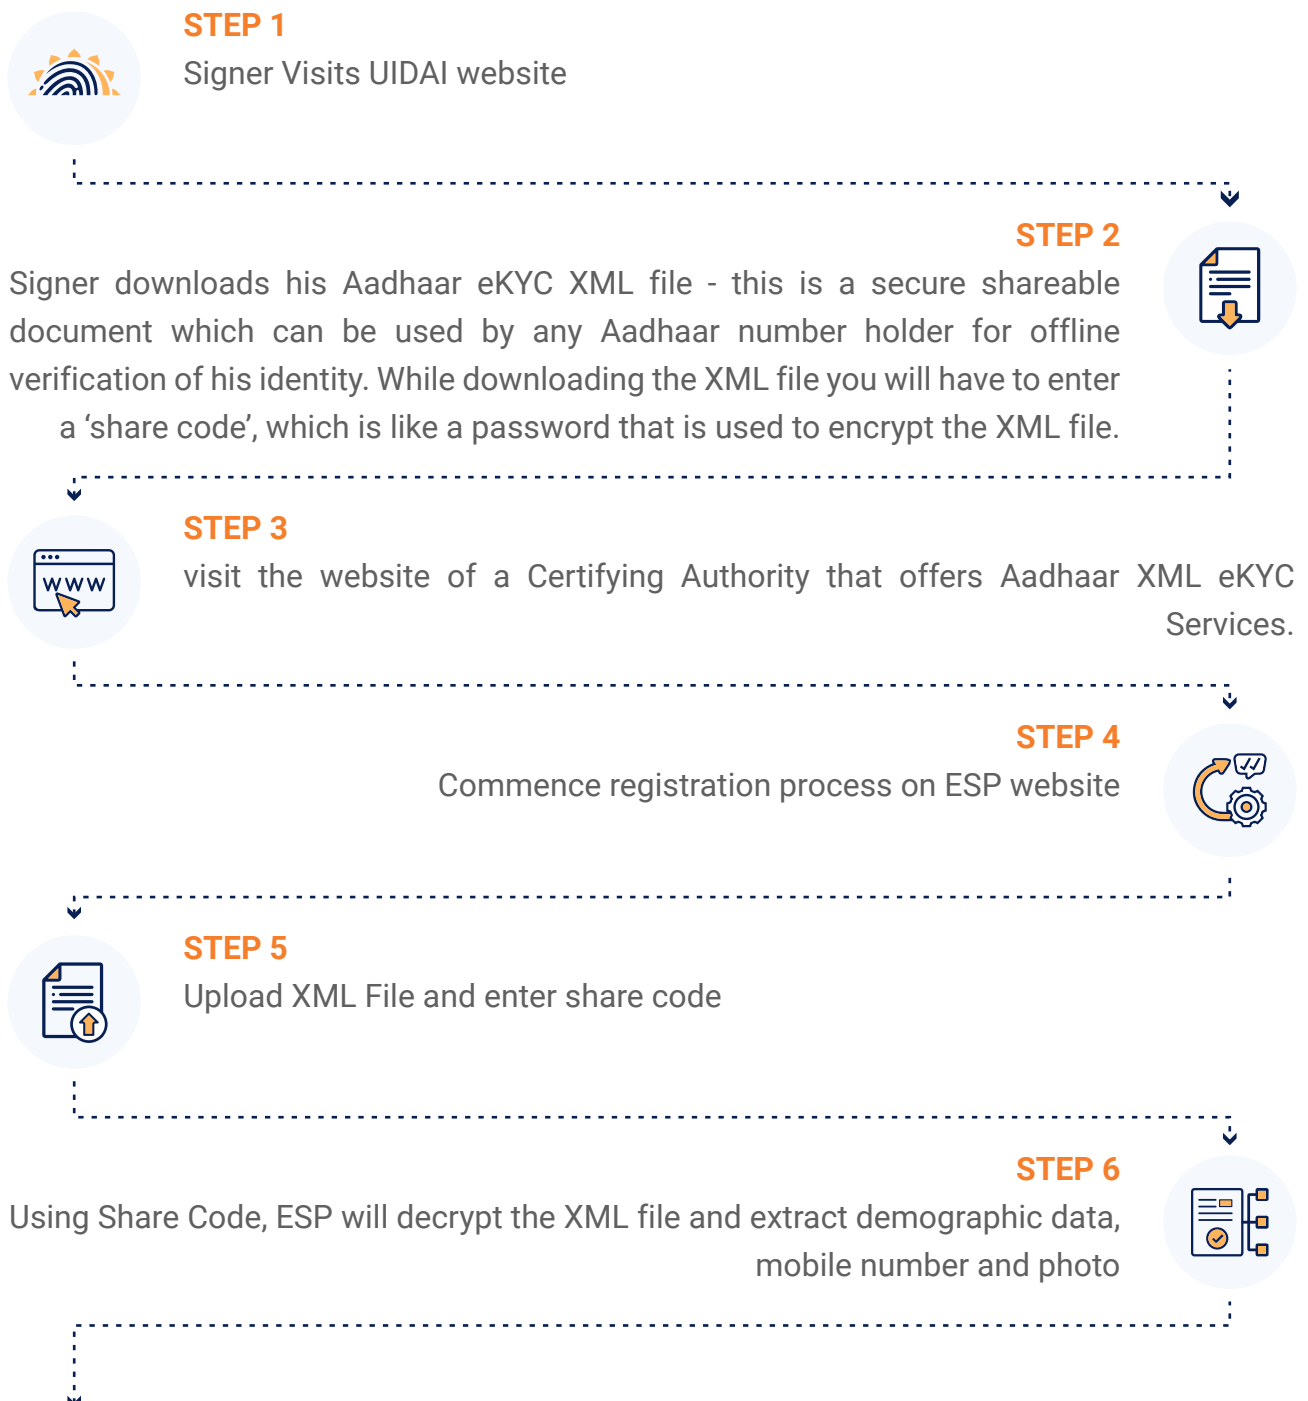 STEP 1
Signer Visits UIDAI website
STEP 2
Signer downloads his Aadhaar eKYC XML file - this is a secure shareable
document which can be used by any Aadhaar number holder for offline
verification of his identity. While downloading the XML file you will have to enter
a ‘share code’, which is like a password that is used to encrypt the XML file.
STEP 3
WWW
visit the website of a Certifying Authority that offers Aadhaar XML eKYC
Services.
STEP 4
Commence registration process on ESP website
STEP 5
Upload XML File and enter share code
STEP 6
Using Share Code, ESP will decrypt the XML file and extract demographic data,
mobile number and photo